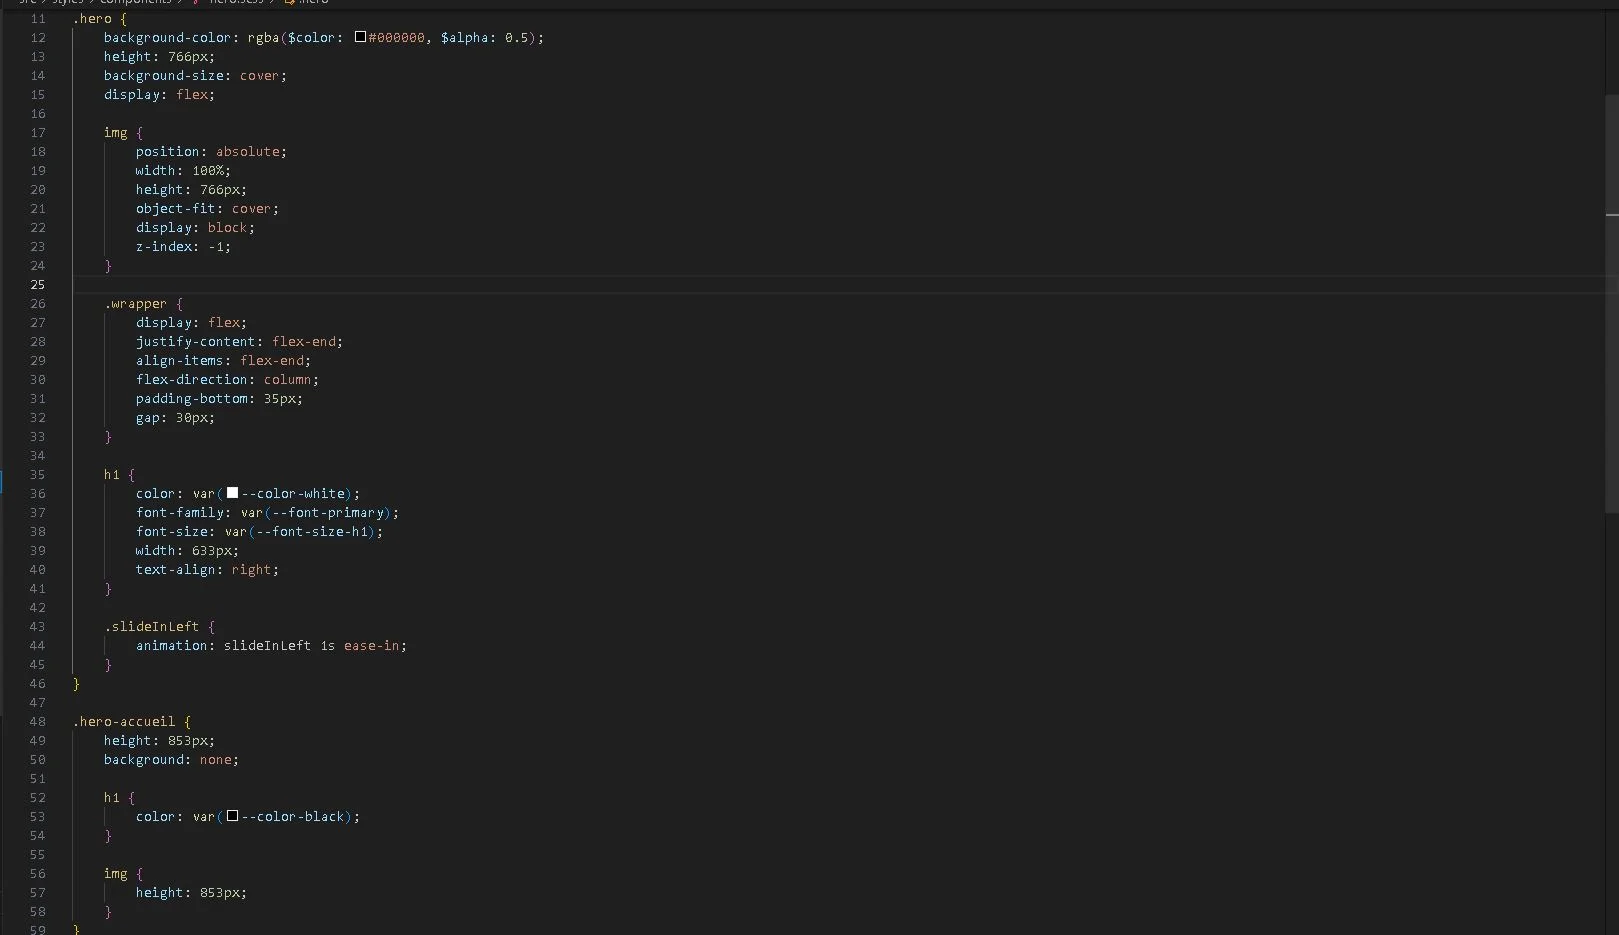 src > styles > components > hero.scss > .hero
11 .hero {
12 background-color: rgba($color: #000000, $alpha: 0.5);
13 height: 766px;
14 background-size: cover;
15 display: flex;
16
17 img {
18 position: absolute;
19 width: 100%;
20 height: 766px;
21 object-fit: cover;
22 display: block;
23 z-index: -1;
24 }
25
26 .wrapper {
27 display: flex;
28 justify-content: flex-end;
29 align-items: flex-end;
30 flex-direction: column;
31 padding-bottom: 35px;
32 gap: 30px;
33 }
34
35 h1 {
36 color: var(--color-white);
37 font-family: var(--font-primary);
38 font-size: var(--font-size-h1);
39 width: 633px;
40 text-align: right;
41 }
42
43 .slideInLeft {
44 animation: slideInLeft 1s ease-in;
45 }
46 }
47
48 .hero-accueil {
49 height: 853px;
50 background: none;
51
52 h1 {
53 color: var(--color-black);
54 }
55
56 img {
57 height: 853px;
58 }
59 }